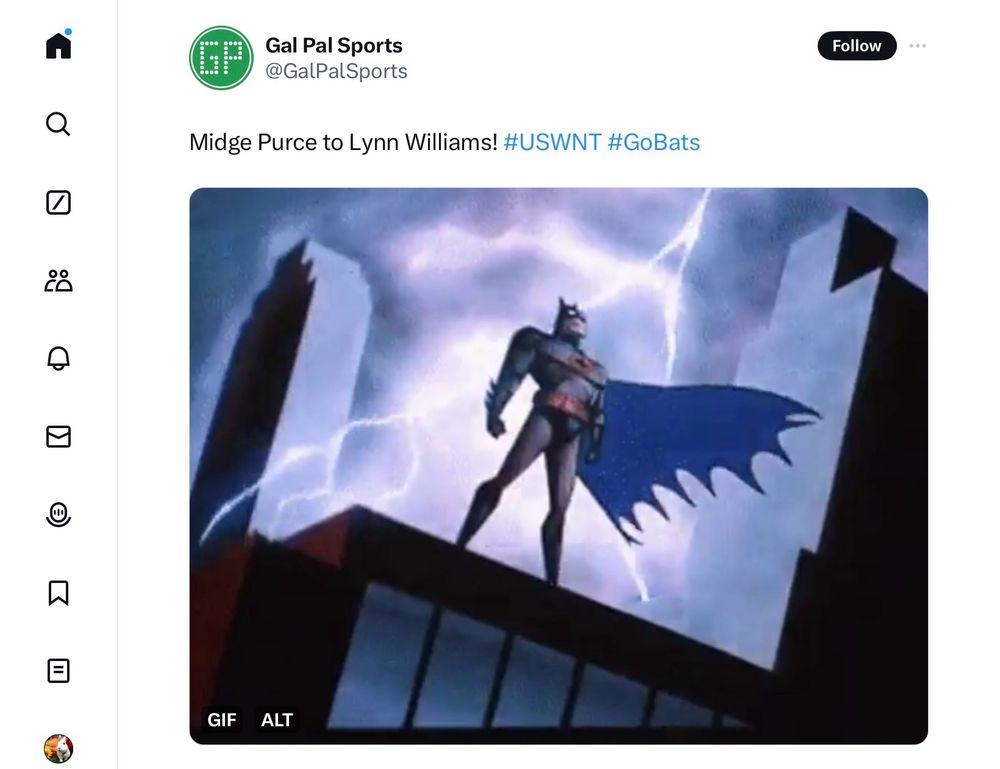 GP
Gal Pal Sports
@GalPalSports
Follow
Midge Purce to Lynn Williams! #USWNT #GoBats
GIF ALT